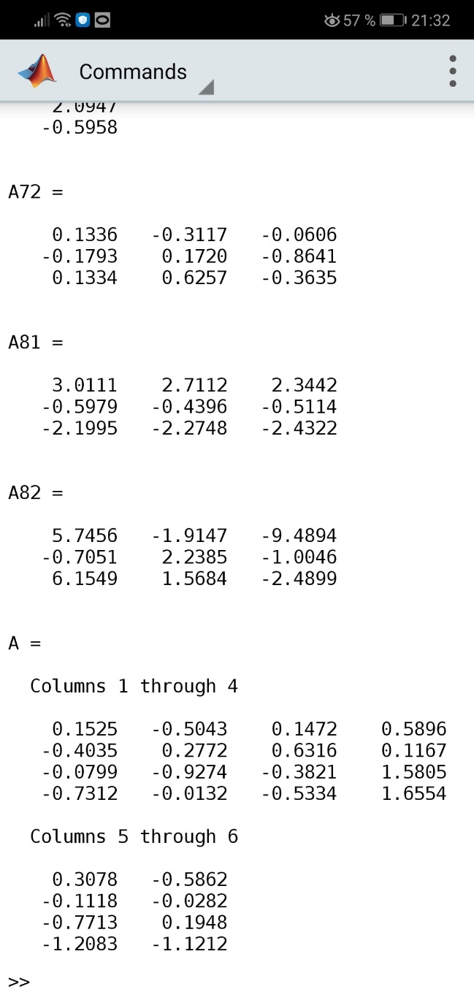 57 % 21:32
Commands
2.0947
-0.5958
A72 =
0.1336 -0.3117 -0.0606
-0.1793 0.1720 -0.8641
0.1334 0.6257 -0.3635
A81 =
3.0111 2.7112 2.3442
-0.5979 -0.4396 -0.5114
-2.1995 -2.2748 -2.4322
A82 =
5.7456 -1.9147 -9.4894
-0.7051 2.2385 -1.0046
6.1549 1.5684 -2.4899
A =
Columns 1 through 4
0.1525 -0.5043 0.1472 0.5896
-0.4035 0.2772 0.6316 0.1167
-0.0799 -0.9274 -0.3821 1.5805
-0.7312 -0.0132 -0.5334 1.6554
Columns 5 through 6
0.3078 -0.5862
-0.1118 -0.0282
-0.7713 0.1948
-1.2083 -1.1212
>>